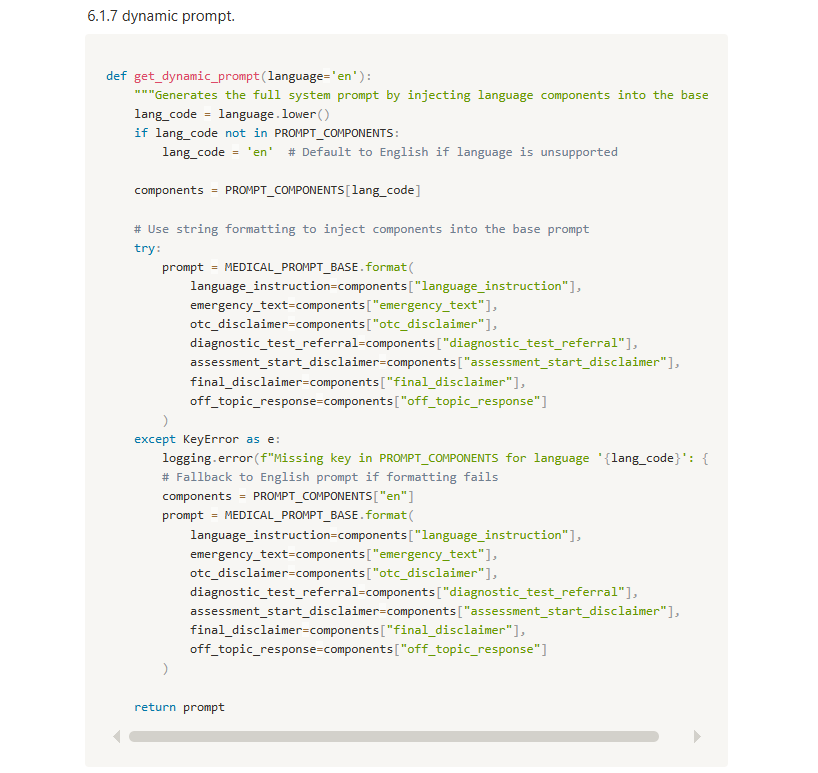 6.1.7 dynamic prompt.
def get_dynamic_prompt(language='en'):
    """Generates the full system prompt by injecting language components into the base
    lang_code = language.lower()
    if lang_code not in PROMPT_COMPONENTS:
        lang_code = 'en'  # Default to English if language is unsupported
    components = PROMPT_COMPONENTS[lang_code]
    # Use string formatting to inject components into the base prompt
    try:
        prompt = MEDICAL_PROMPT_BASE.format(
            language_instruction=components["language_instruction"],
            emergency_text=components["emergency_text"],
            otc_disclaimer=components["otc_disclaimer"],
            diagnostic_test_referral=components["diagnostic_test_referral"],
            assessment_start_disclaimer=components["assessment_start_disclaimer"],
            final_disclaimer=components["final_disclaimer"],
            off_topic_response=components["off_topic_response"]
        )
    except KeyError as e:
        logging.error(f"Missing key in PROMPT_COMPONENTS for language '{lang_code}': {
        # Fallback to English prompt if formatting fails
        components = PROMPT_COMPONENTS["en"]
        prompt = MEDICAL_PROMPT_BASE.format(
            language_instruction=components["language_instruction"],
            emergency_text=components["emergency_text"],
            otc_disclaimer=components["otc_disclaimer"],
            diagnostic_test_referral=components["diagnostic_test_referral"],
            assessment_start_disclaimer=components["assessment_start_disclaimer"],
            final_disclaimer=components["final_disclaimer"],
            off_topic_response=components["off_topic_response"]
        )
    return prompt